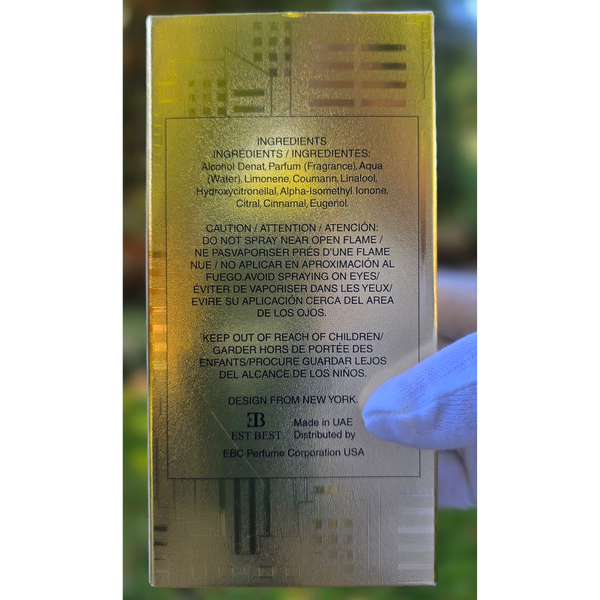 INGREDIENTS
INGRÉDIENTS / INGREDIENTES:
Alcohol Denat, Parfum (Fragrance), Aqua
(Water), Limonene, Coumarin, Linalool,
Hydroxycitronellal, Alpha-Isomethyl Ionone,
Citral, Cinnamal, Eugenol.
CAUTION / ATTENTION / ATENCIÓN:
DO NOT SPRAY NEAR OPEN FLAME /
NE PASVAPORISER PRÉS D'UNE FLAME
NUE / NO APLICAR EN APROXIMACIÓN AL
FUEGO.AVOID SPRAYING ON EYES/
ÉVITER DE VAPORISER DANS LES YEUX/
EVIRE SU APLICACIÓN CERCA DEL AREA
DE LOS OJOS.
KEEP OUT OF REACH OF CHILDREN/
GARDER HORS DE PORTÉE DES
ENFANTS/PROCURE GUARDAR LEJOS
DEL ALCANCE.DE LOS NIÑOS.
DESIGN FROM NEW YORK.
EB
EST BEST.
Made in UAE
Distributed by
EBC Perfume Corporation USA